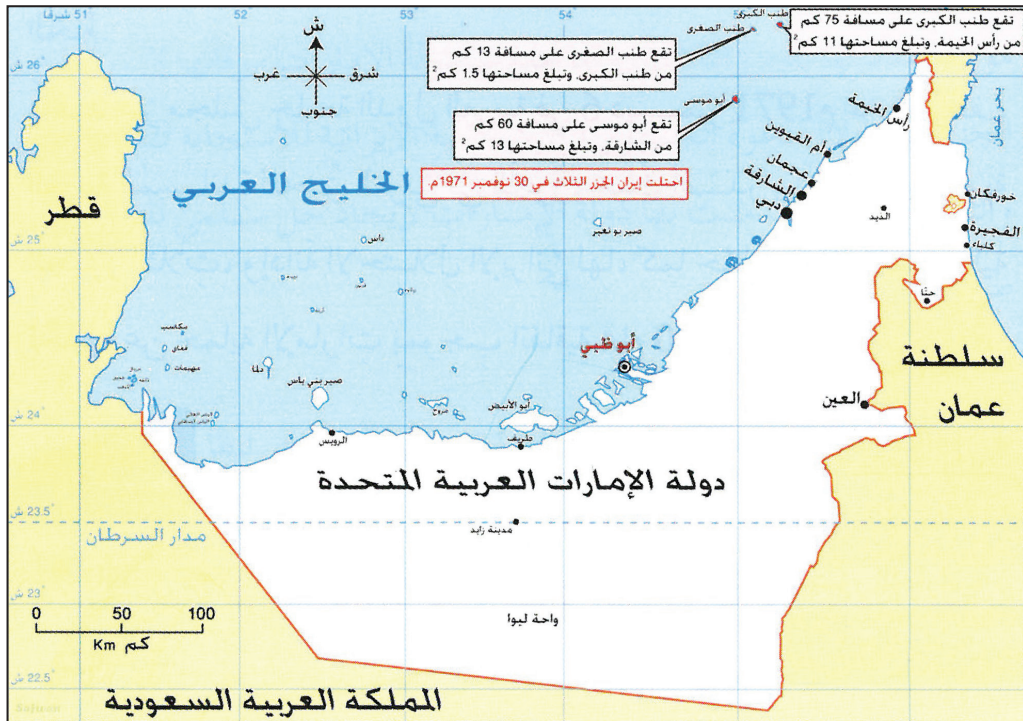 51 شرقا
52
53
54
55
طنب الكبرى
طنب الصغرى
تقع طنب الكبرى على مسافة 75 كم
من رأس الخيمة، وتبلغ مساحتها 11 كم²
تقع طنب الصغرى على مسافة 13 كم
من طنب الكبرى، وتبلغ مساحتها 1.5 كم²
أبو موسى
تقع أبو موسى على مسافة 60 كم
من الشارقة، وتبلغ مساحتها 13 كم²
احتلت إيران الجزر الثلاث في 30 نوفمبر 1971م.
ش
شرق
غرب
جنوب
26° ش
بحر عمان
رأس الخيمة
أم القيوين
عجمان
الشارقة
دبي
خورفكان
الذيد
الفجيرة
كلباء
حتّا
الخليج العربي
قطر
صير بو نعير
داس
25° ش
مكاسب
مهيمات
دلما
صير بني ياس
مروح
أبو الأبيض
أبو ظبي
24° ش
الرويس
طريف
العين
سلطنة
عمان
دولة الإمارات العربية المتحدة
23.5° ش
مدار السرطان
مدينة زايد
23° ش
0 50 100
كم Km
واحة ليوا
22.5° ش
المملكة العربية السعودية